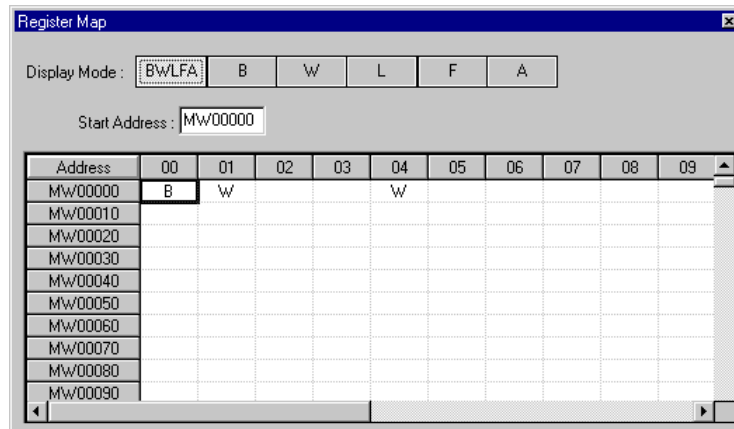 Register Map
Display Mode : BWLFA B W L F A
Start Address : MW00000
Address 00 01 02 03 04 05 06 07 08 09
MW00000 B W W
MW00010
MW00020
MW00030
MW00040
MW00050
MW00060
MW00070
MW00080
MW00090